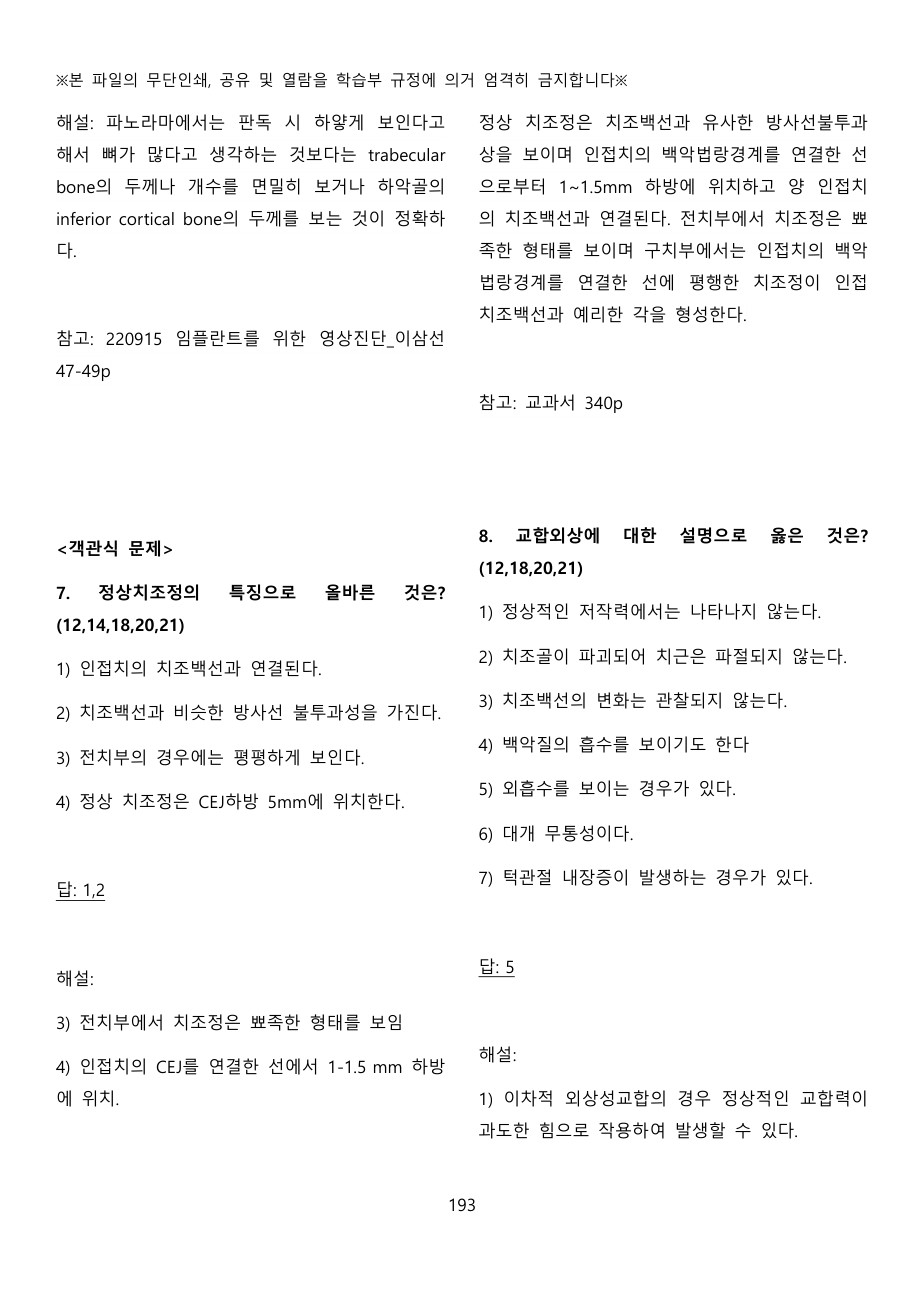 ※본 파일의 무단인쇄, 공유 및 열람을 학습부 규정에 의거 엄격히 금지합니다※
해설: 파노라마에서는 판독 시 하얗게 보인다고
해서 뼈가 많다고 생각하는 것보다는 trabecular
bone의 두께나 개수를 면밀히 보거나 하악골의
inferior cortical bone의 두께를 보는 것이 정확하
다.
참고: 220915 임플란트를 위한 영상진단_이삼선
47-49p
<객관식 문제>
7. 정상치조정의 특징으로 올바른 것은?
(12,14,18,20,21)
1) 인접치의 치조백선과 연결된다.
2) 치조백선과 비슷한 방사선 불투과성을 가진다.
3) 전치부의 경우에는 평평하게 보인다.
4) 정상 치조정은 CEJ하방 5mm에 위치한다.
답: 1,2
해설:
3) 전치부에서 치조정은 뾰족한 형태를 보임
4) 인접치의 CEJ를 연결한 선에서 1-1.5 mm 하방
에 위치.
정상 치조정은 치조백선과 유사한 방사선불투과
상을 보이며 인접치의 백악법랑경계를 연결한 선
으로부터 1~1.5mm 하방에 위치하고 양 인접치
의 치조백선과 연결된다. 전치부에서 치조정은 뾰
족한 형태를 보이며 구치부에서는 인접치의 백악
법랑경계를 연결한 선에 평행한 치조정이 인접
치조백선과 예리한 각을 형성한다.
참고: 교과서 340p
8. 교합외상에 대한 설명으로 옳은 것은?
(12,18,20,21)
1) 정상적인 저작력에서는 나타나지 않는다.
2) 치조골이 파괴되어 치근은 파절되지 않는다.
3) 치조백선의 변화는 관찰되지 않는다.
4) 백악질의 흡수를 보이기도 한다
5) 외흡수를 보이는 경우가 있다.
6) 대개 무통성이다.
7) 턱관절 내장증이 발생하는 경우가 있다.
답: 5
해설:
1) 이차적 외상성교합의 경우 정상적인 교합력이
과도한 힘으로 작용하여 발생할 수 있다.
193